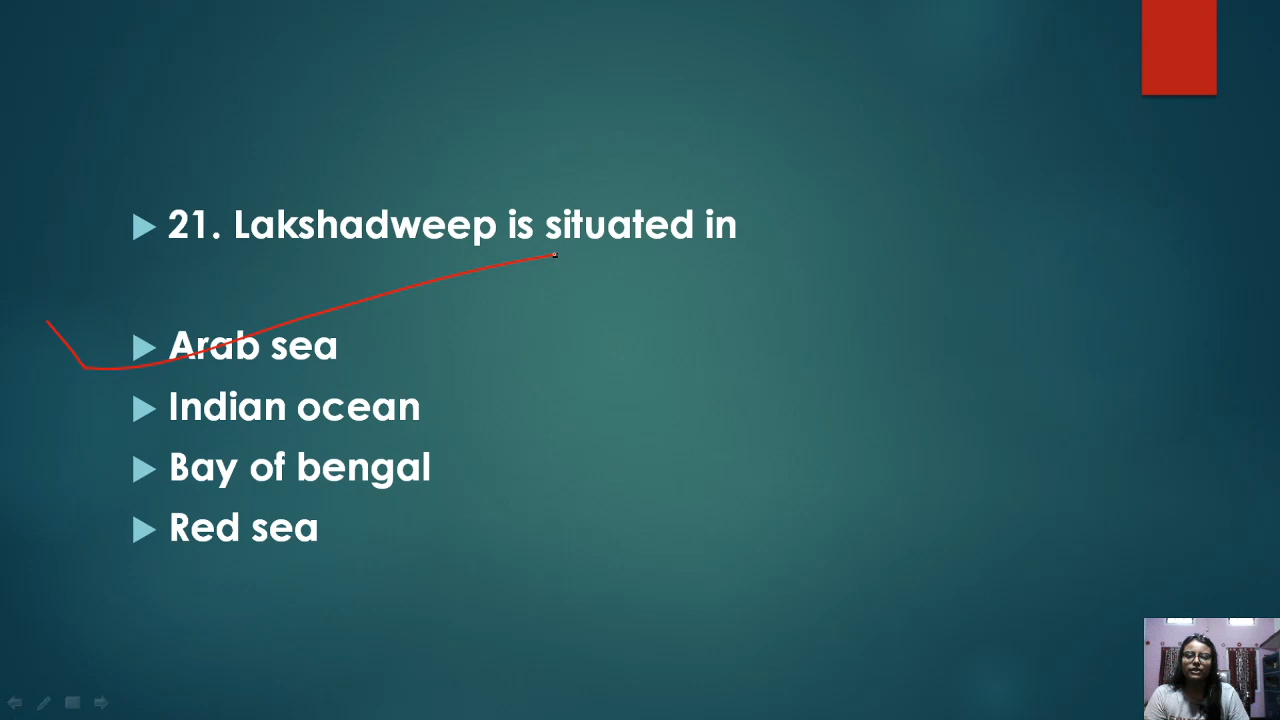 21. Lakshadweep is situated in
Arab sea
Indian ocean
Bay of bengal
Red sea